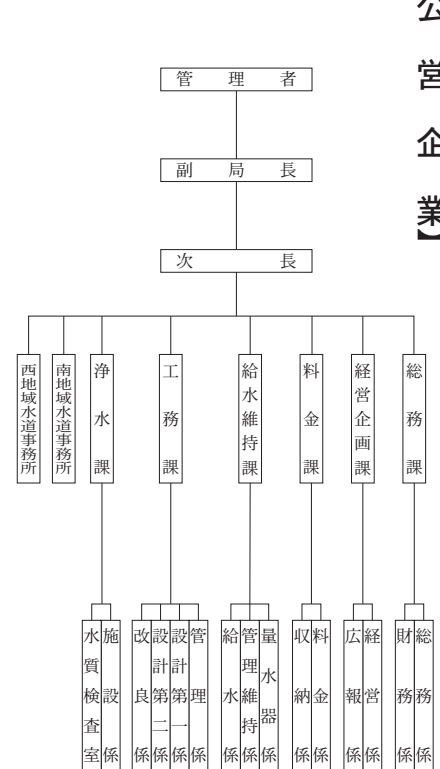 公営企業】
管理者
副局長
次長
総務課
経営企画課
料金課
給水維持課
工務課
浄水課
南地域水道事務所
西地域水道事務所
総務係
財務係
経営係
広報係
料金係
収納係
量水器係
管理維持係
給水係
管理係
設計第一係
設計第二係
改良係
施設係
水質検査室